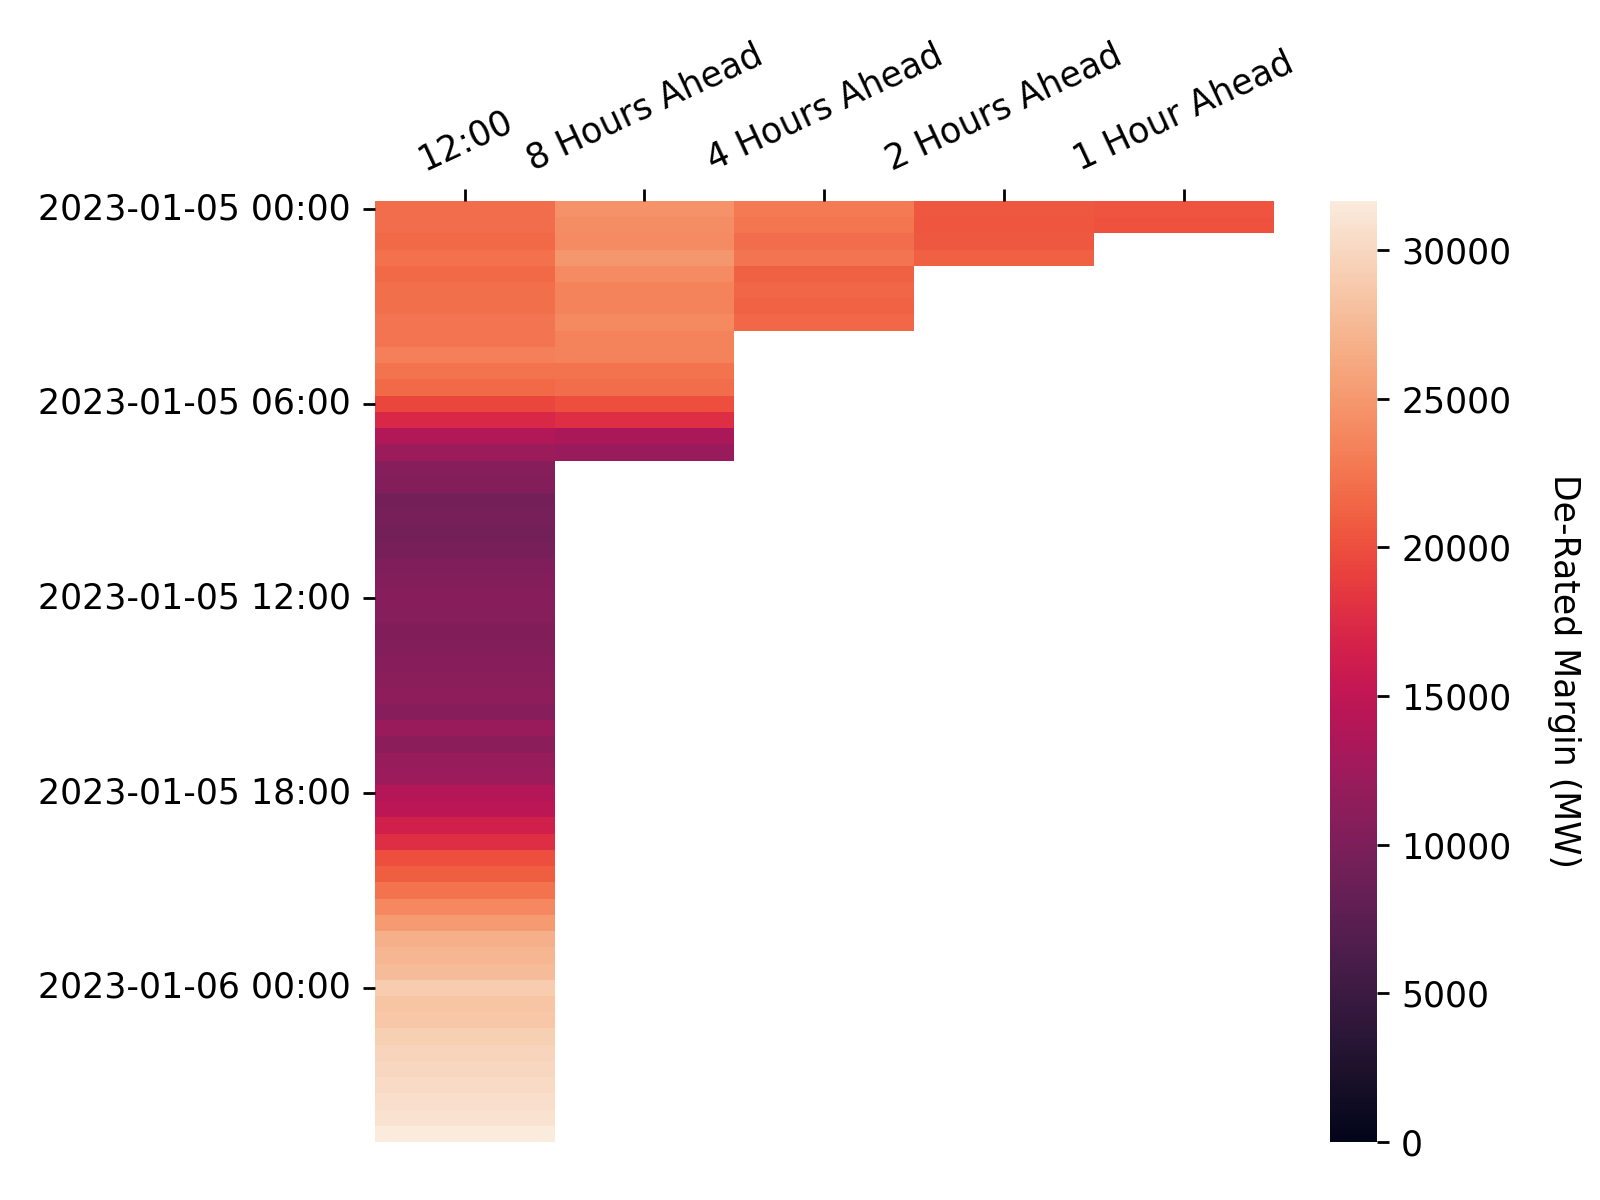 12:00
8 Hours Ahead
4 Hours Ahead
2 Hours Ahead
1 Hour Ahead
2023-01-05 00:00
2023-01-05 06:00
2023-01-05 12:00
2023-01-05 18:00
2023-01-06 00:00
30000
25000
20000
15000
10000
5000
0
De-Rated Margin (MW)